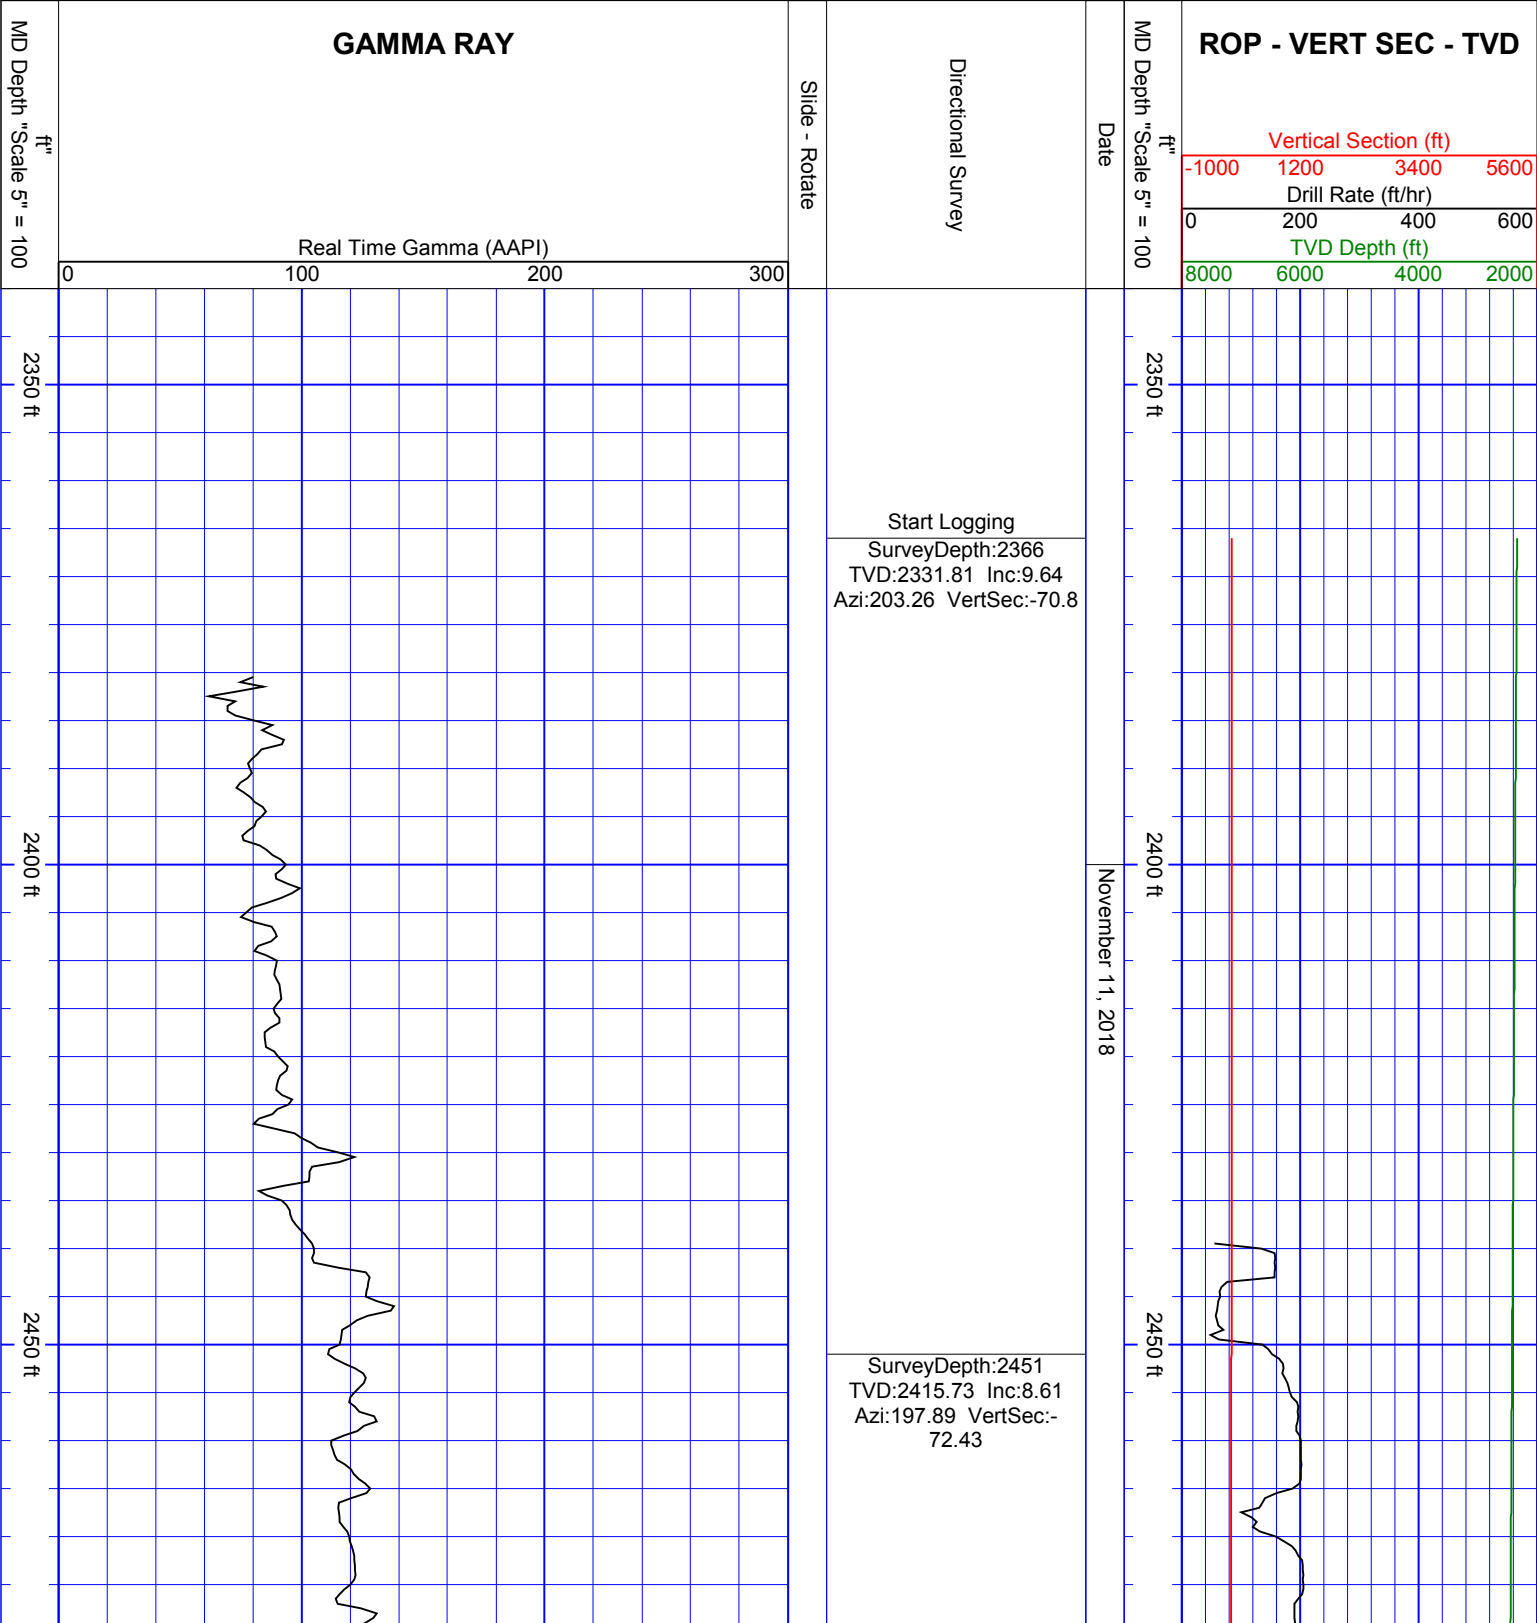 MD Depth "Scale 5" = 100
ft"
GAMMA RAY
Real Time Gamma (AAPI)
0 100 200 300
Slide - Rotate
Directional Survey
Date
MD Depth "Scale 5" = 100
ft"
ROP - VERT SEC - TVD
Vertical Section (ft)
-1000 1200 3400 5600
Drill Rate (ft/hr)
0 200 400 600
TVD Depth (ft)
8000 6000 4000 2000
2350 ft
2350 ft
Start Logging
SurveyDepth:2366
TVD:2331.81 Inc:9.64
Azi:203.26 VertSec:-70.8
2400 ft
November 11, 2018
2400 ft
2450 ft
2450 ft
SurveyDepth:2451
TVD:2415.73 Inc:8.61
Azi:197.89 VertSec:-
72.43